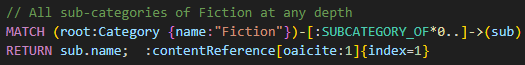 // All sub-categories of Fiction at any depth
MATCH (root:Category {name:"Fiction"})-[:SUBCATEGORY_OF*0..]->(sub)
RETURN sub.name;  :contentReference[oaicite:1]{index=1}